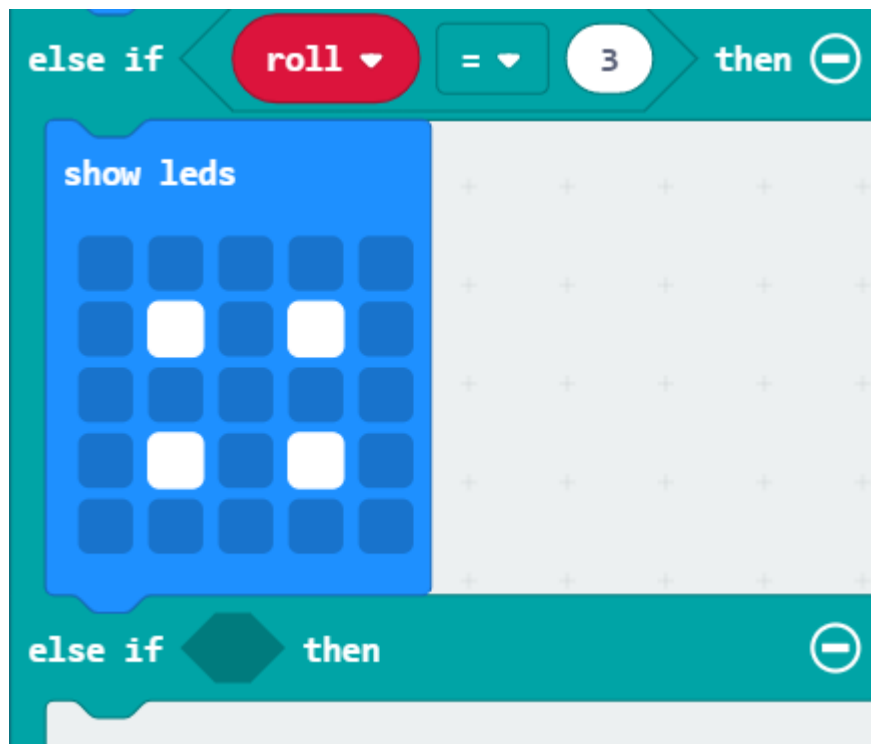 else if roll = 3 then
show leds
else if then